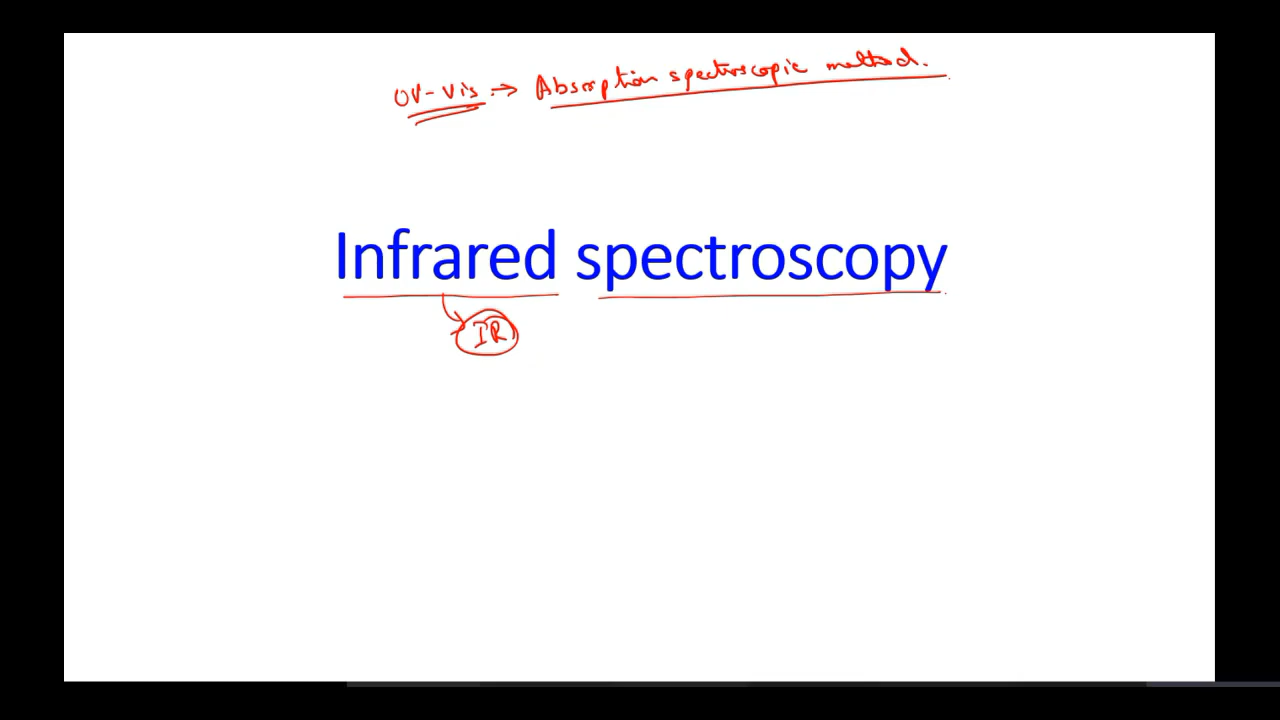 UV-Vis → Absorption spectroscopic method.
Infrared spectroscopy
IR